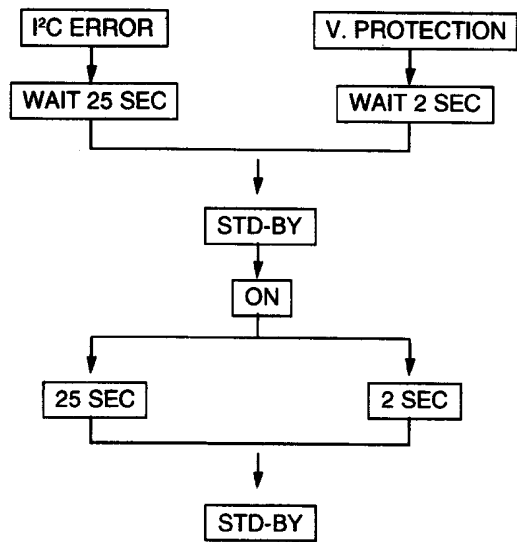 I²C ERROR
V. PROTECTION
WAIT 25 SEC
WAIT 2 SEC
STD-BY
ON
25 SEC
2 SEC
STD-BY